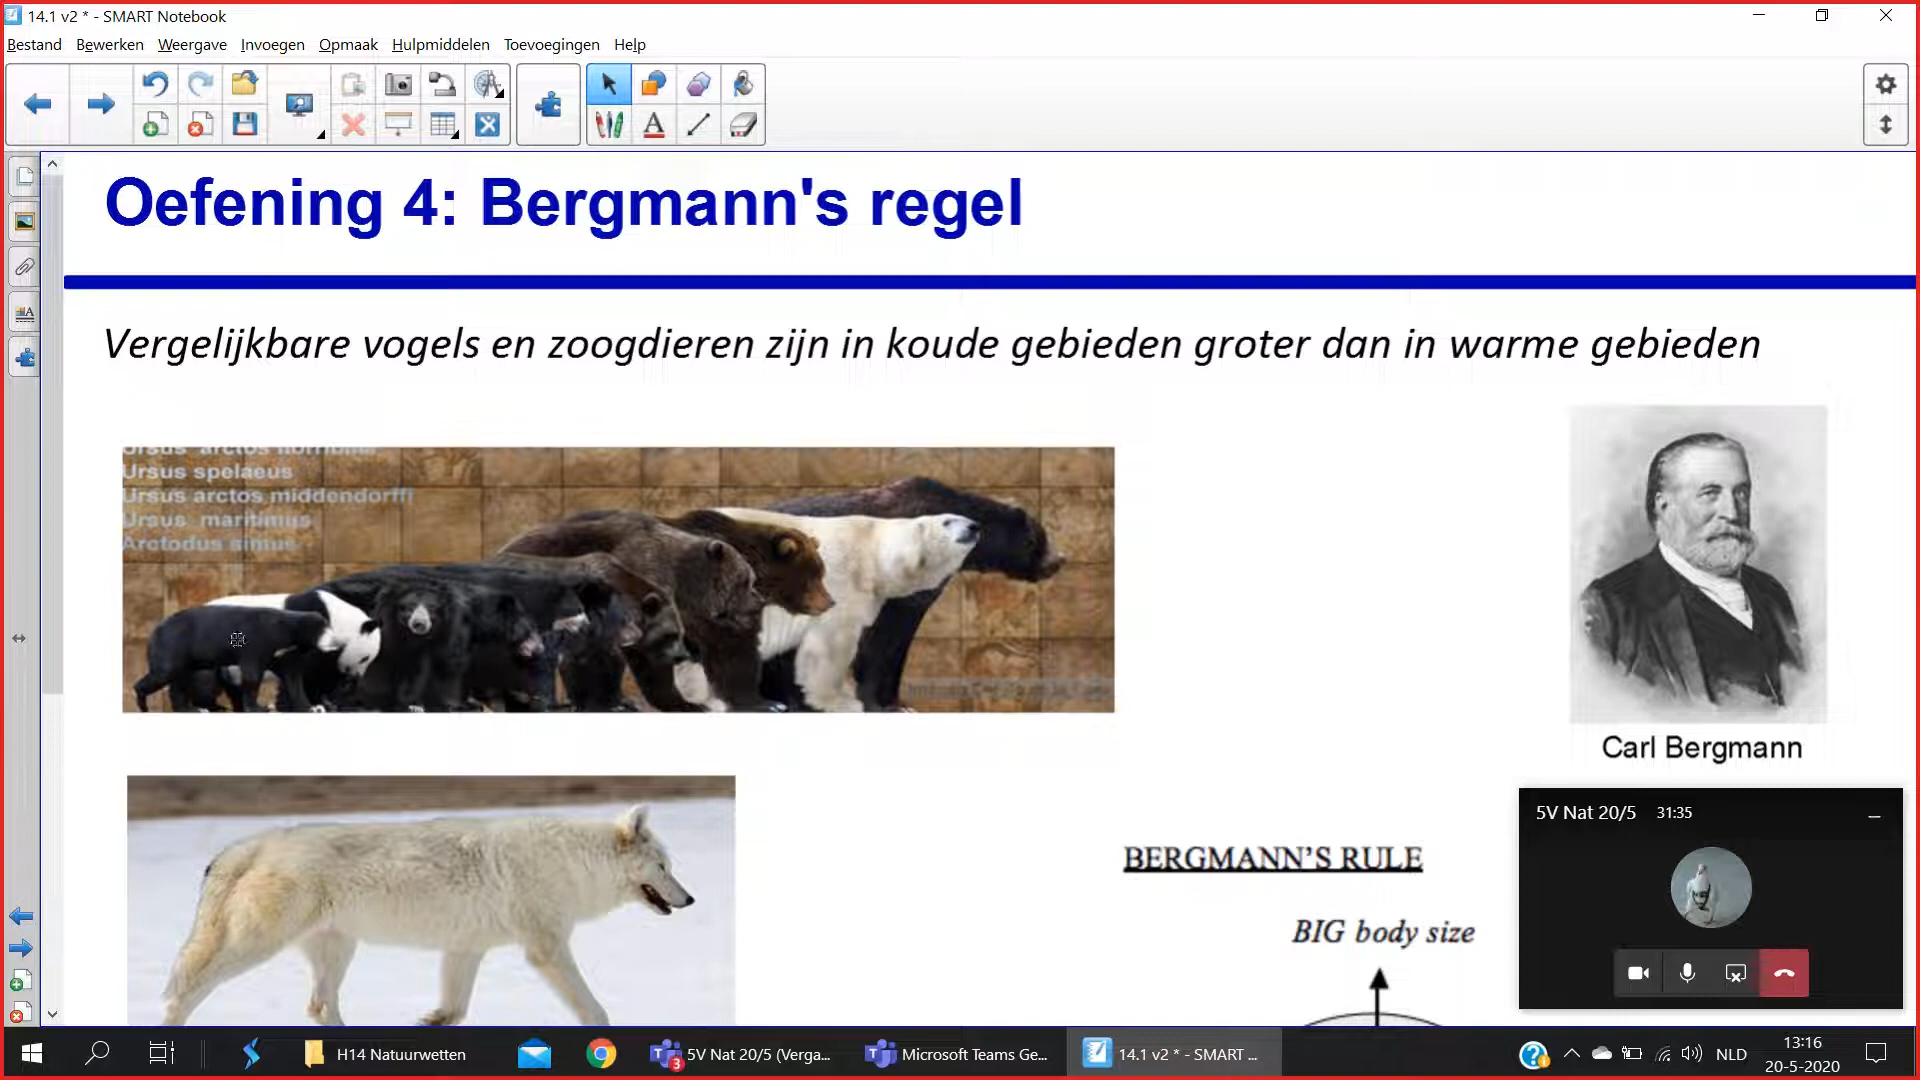 14.1 v2 * - SMART Notebook
Bestand Bewerken Weergave Invoegen Opmaak Hulpmiddelen Toevoegingen Help
Oefening 4: Bergmann's regel
Vergelijkbare vogels en zoogdieren zijn in koude gebieden groter dan in warme gebieden
Ursus arctos
Ursus spelaeus
Ursus arctos middendorffi
Ursus maritimus
Arctodus simus
Carl Bergmann
BERGMANN'S RULE
BIG body size
5V Nat 20/5 31:35
H14 Natuurwetten
3
5V Nat 20/5 (Verga...
Microsoft Teams Ge...
14.1 v2 * - SMART ...
NLD
13:16
20-5-2020